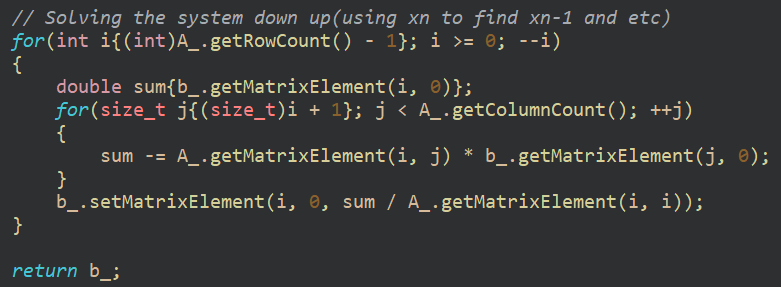 // Solving the system down up(using xn to find xn-1 and etc)
for(int i{(int)A_.getRowCount() - 1}; i >= 0; --i)
{
    double sum{b_.getMatrixElement(i, 0)};
    for(size_t j{(size_t)i + 1}; j < A_.getColumnCount(); ++j)
    {
        sum -= A_.getMatrixElement(i, j) * b_.getMatrixElement(j, 0);
    }
    b_.setMatrixElement(i, 0, sum / A_.getMatrixElement(i, i));
}

return b_;